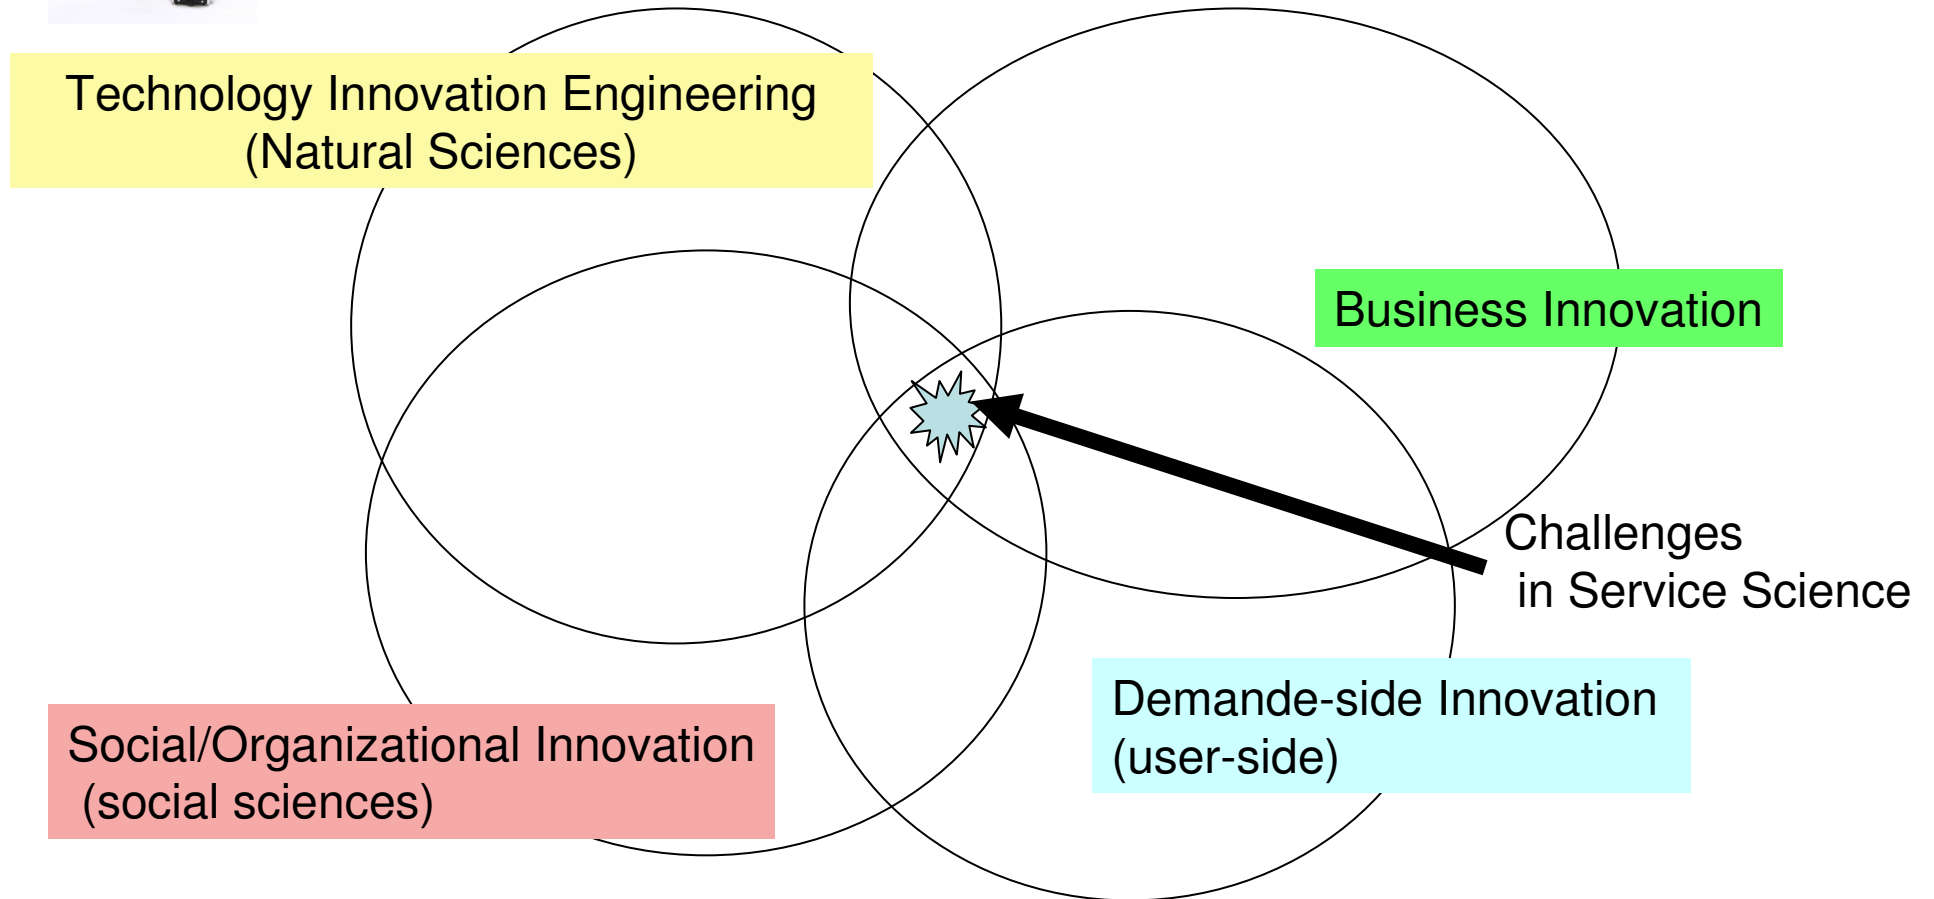 Technology Innovation Engineering
(Natural Sciences)
Business Innovation
Challenges
in Service Science
Demande-side Innovation
(user-side)
Social/Organizational Innovation
(social sciences)